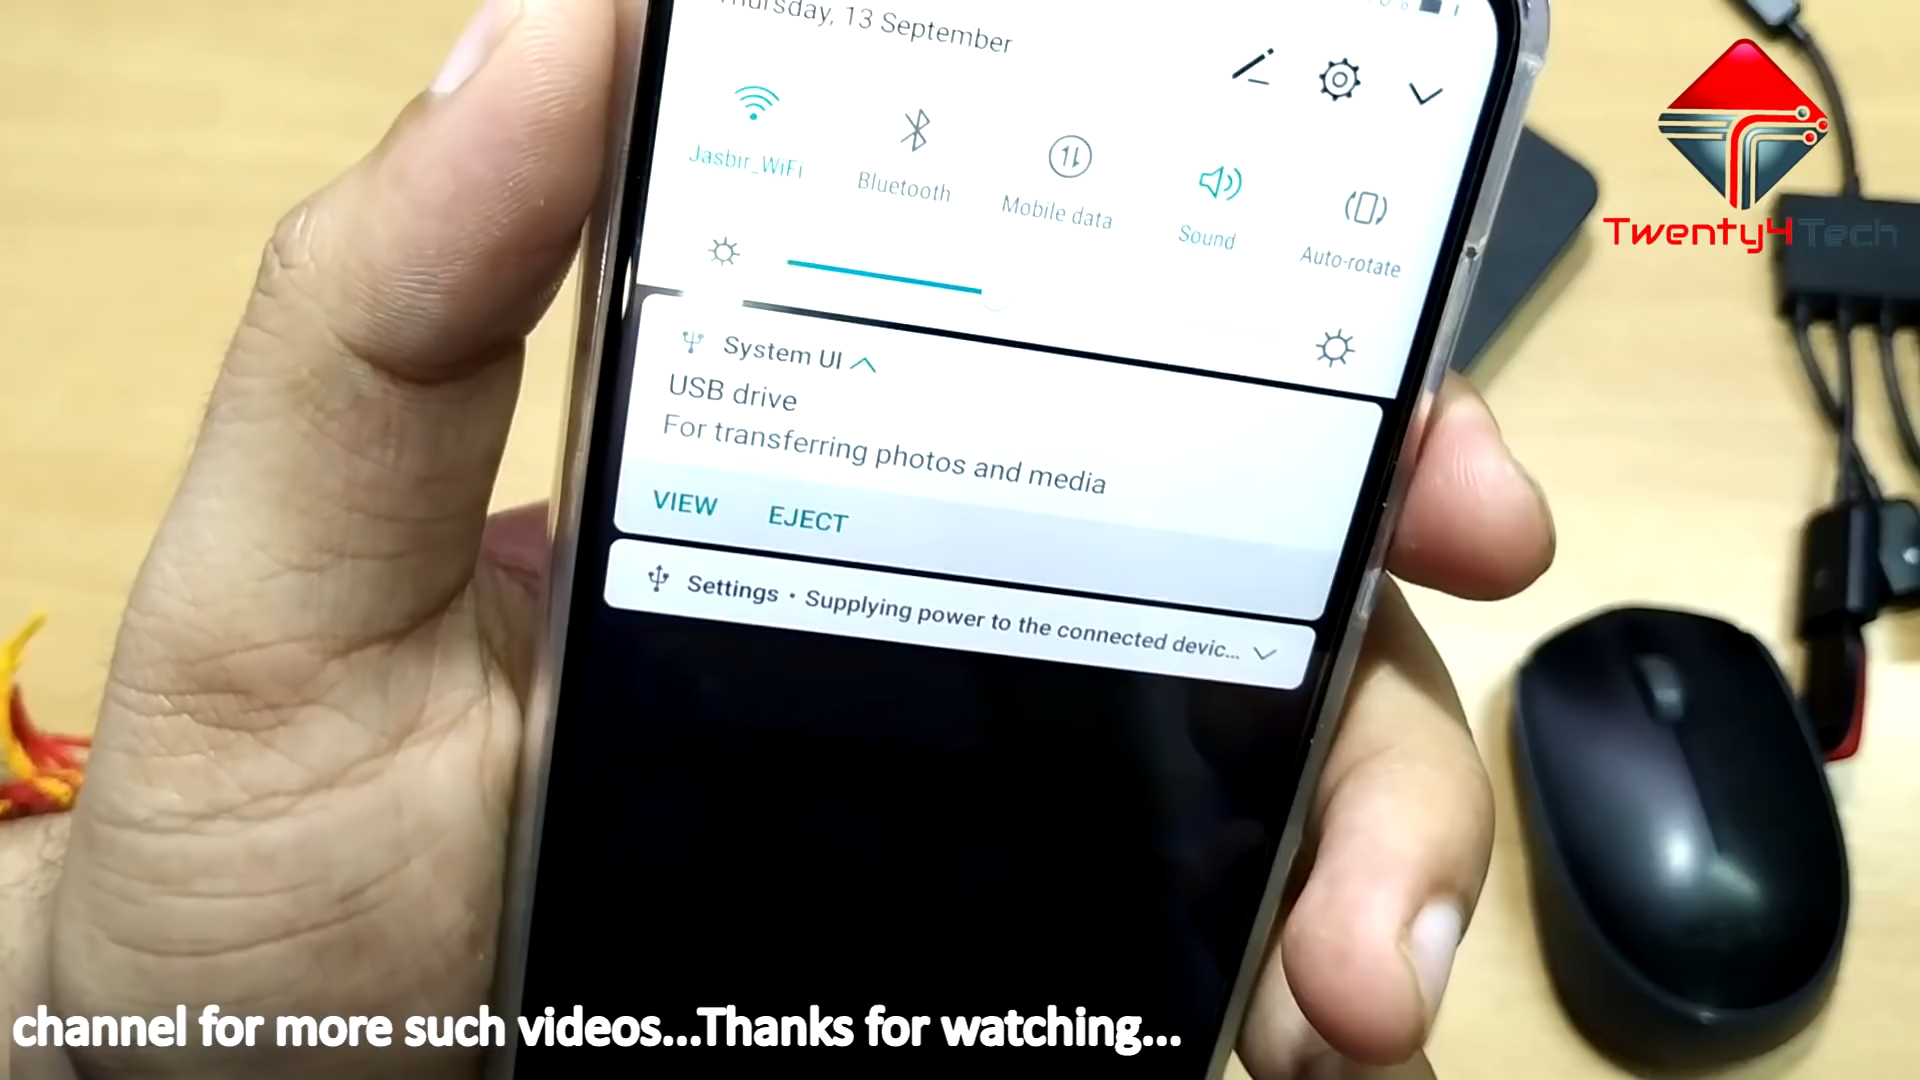 Thursday, 13 September
Jasbir_WiFi
Bluetooth
Mobile data
Sound
Auto-rotate
System UI
USB drive
For transferring photos and media
VIEW EJECT
Settings • Supplying power to the connected devic...
Twenty4Tech
channel for more such videos...Thanks for watching...